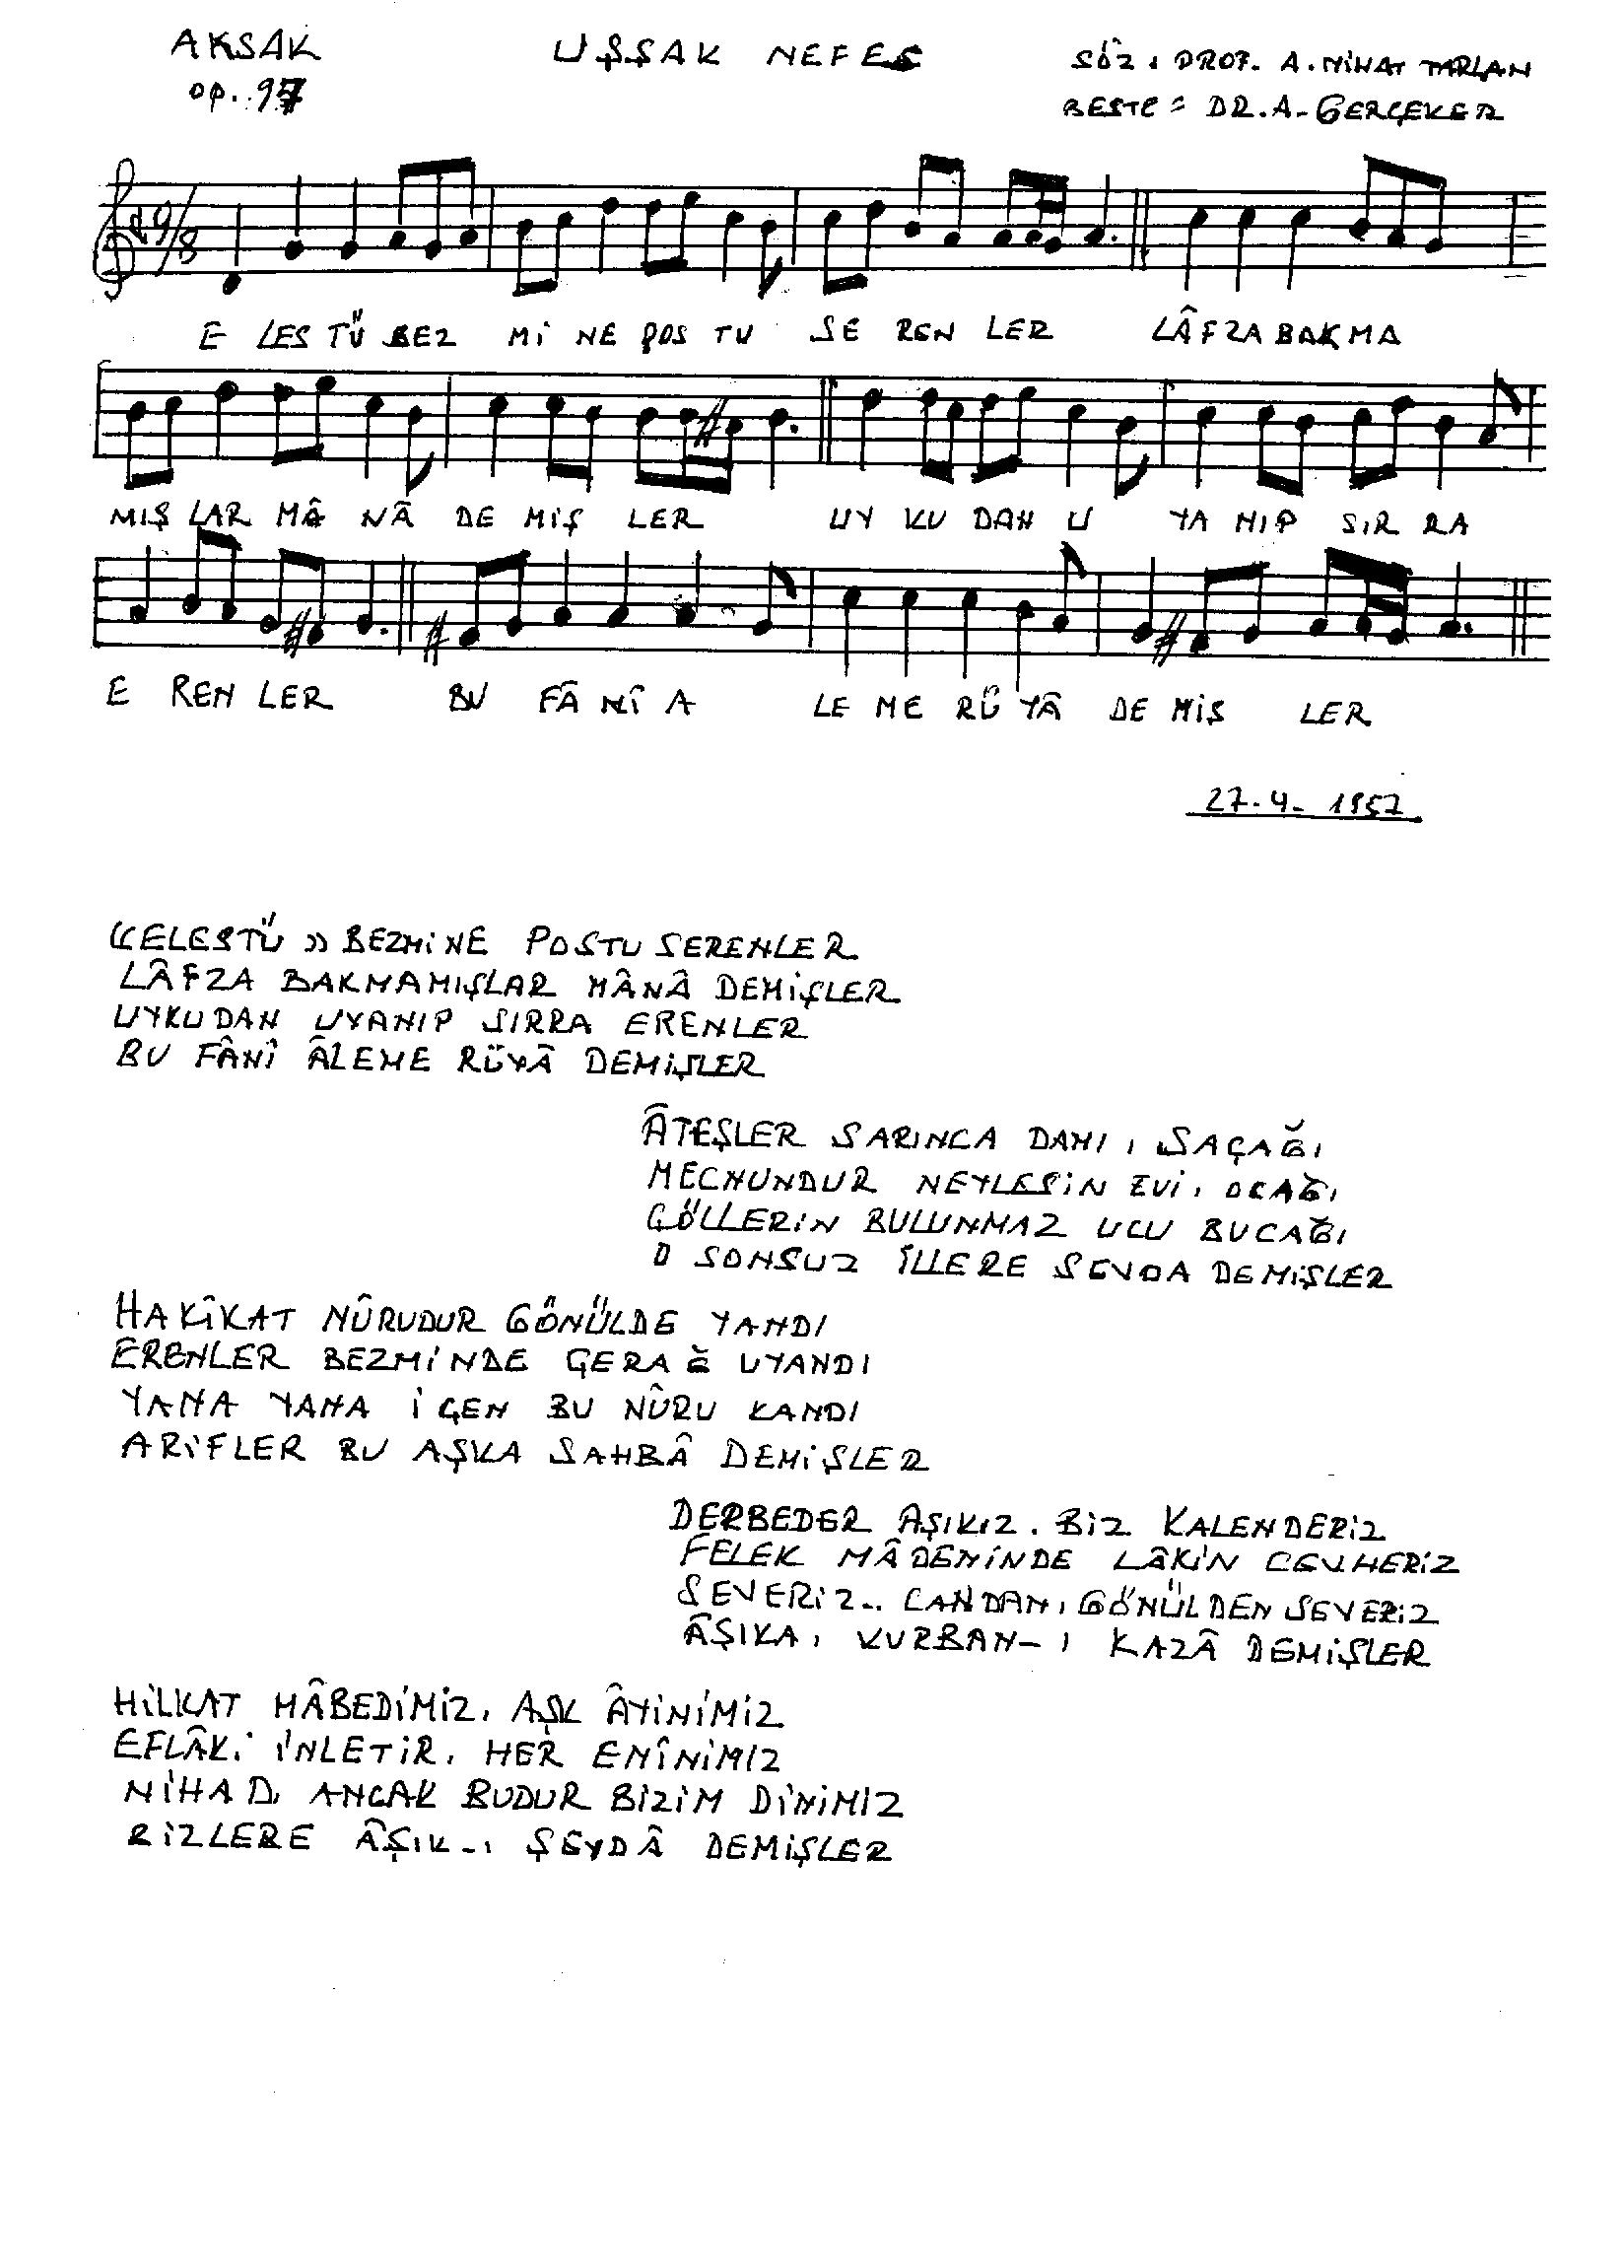 AKSAK
op. 97
UŞŞAK NEFES
SÖZ : PROF. A. NİHAT TARLAN
BESTE = DR. A. GERÇEKER
9/8
E LES TÜ BEZ Mİ NE POS TU SE REN LER LÂFZA BAKMA
MIŞ LAR MÂ NÂ DE MİŞ LER UY KU DAN U YA NIP SIR RA
E REN LER BU FÂ NÎ A LE ME RÜ YÂ DE MİŞ LER
27-4-1957
«ELESTÜ» BEZMİNE POSTU SERENLER
LÂFZA BAKMAMIŞLAR MÂNÂ DEMİŞLER
UYKUDAN UYANIP SIRRA ERENLER
BU FÂNÎ ÂLEME RÜYÂ DEMİŞLER
ÂTEŞLER SARINCA DAMI, SAÇAĞI
MECNUNDUR NEYLESİN EVİ, OCAĞI
ÇÖLLERİN BULUNMAZ UCU BUCAĞI
O SONSUZ İLLERE SEVDA DEMİŞLER
HAKÎKAT NÛRUDUR GÖNÜLDE YANDI
ERENLER BEZMİNDE ÇERAĞ UYANDI
YANA YANA İÇEN BU NÛRU KANDI
ARİFLER BU AŞKA SAHBÂ DEMİŞLER
DERBEDER AŞIKIZ. BİZ KALENDERİZ
FELEK MÂDENİNDE LÂKİN CEVHERİZ
SEVERİZ.. CANDAN, GÖNÜLDEN SEVERİZ
ÂŞIKA, KURBAN-I KAZÂ DEMİŞLER
HİLKAT MÂBEDİMİZ, AŞK ÂYİNİMİZ
EFLÂKİ İNLETİR, HER ENÎNİMİZ
NİHAD, ANCAK BUDUR BİZİM DİNİMİZ
BİZLERE ÂŞIK-I ŞEYDÂ DEMİŞLER